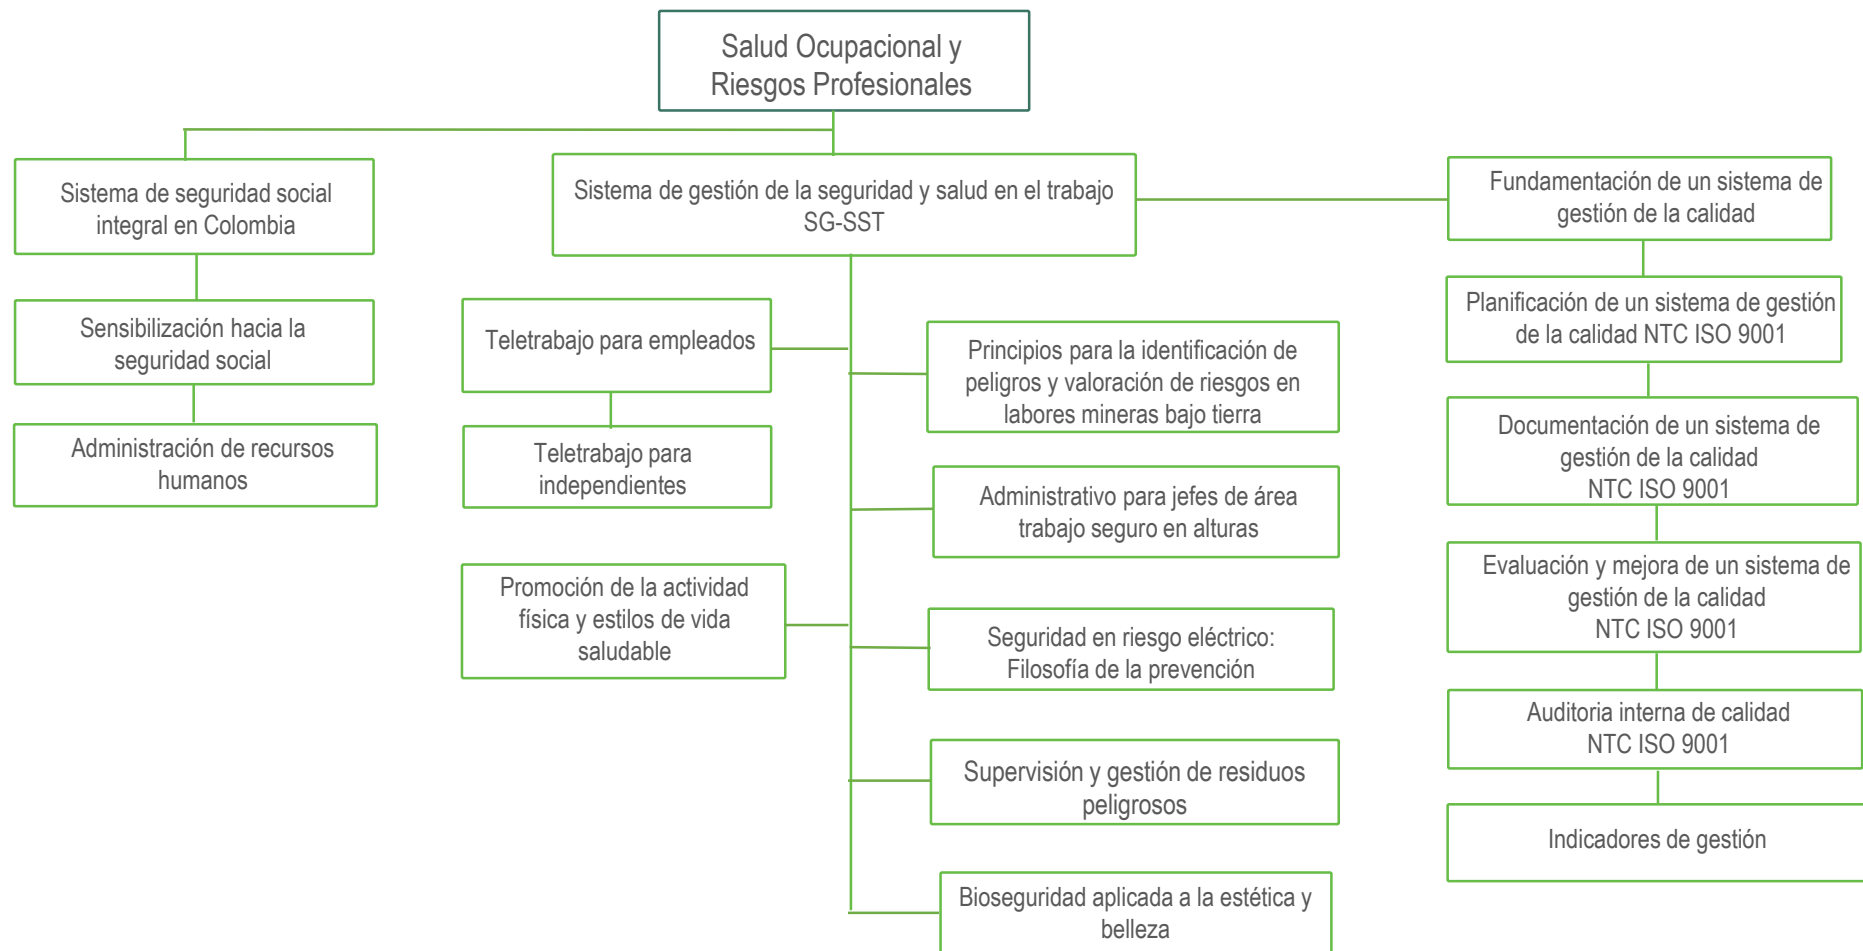 Salud Ocupacional y
Riesgos Profesionales
Sistema de seguridad social
integral en Colombia
Sensibilización hacia la
seguridad social
Administración de recursos
humanos
Sistema de gestión de la seguridad y salud en el trabajo
SG-SST
Teletrabajo para empleados
Teletrabajo para
independientes
Promoción de la actividad
física y estilos de vida
saludable
Principios para la identificación de
peligros y valoración de riesgos en
labores mineras bajo tierra
Administrativo para jefes de área
trabajo seguro en alturas
Seguridad en riesgo eléctrico:
Filosofía de la prevención
Supervisión y gestión de residuos
peligrosos
Bioseguridad aplicada a la estética y
belleza
Fundamentación de un sistema de
gestión de la calidad
Planificación de un sistema de gestión
de la calidad NTC ISO 9001
Documentación de un sistema de
gestión de la calidad
NTC ISO 9001
Evaluación y mejora de un sistema de
gestión de la calidad
NTC ISO 9001
Auditoria interna de calidad
NTC ISO 9001
Indicadores de gestión